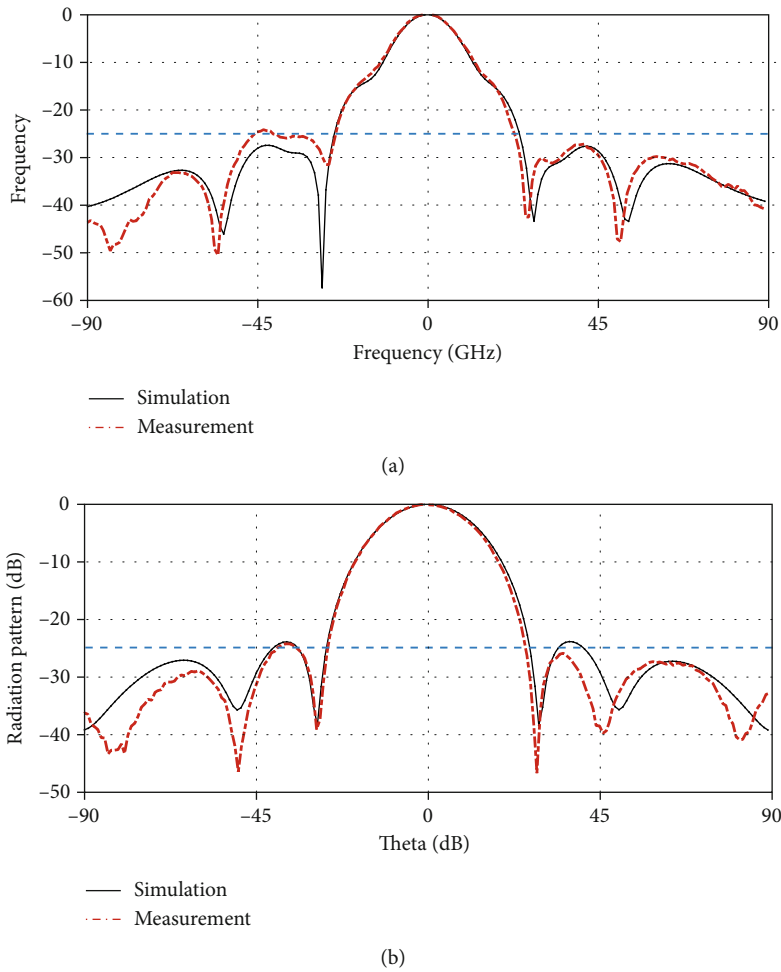 0
−10
−20
−30
−40
−50
−60
Frequency
−90
−45
0
45
90
Frequency (GHz)
Simulation
Measurement
(a)
0
−10
−20
−30
−40
−50
Radiation pattern (dB)
−90
−45
0
45
90
Theta (dB)
Simulation
Measurement
(b)